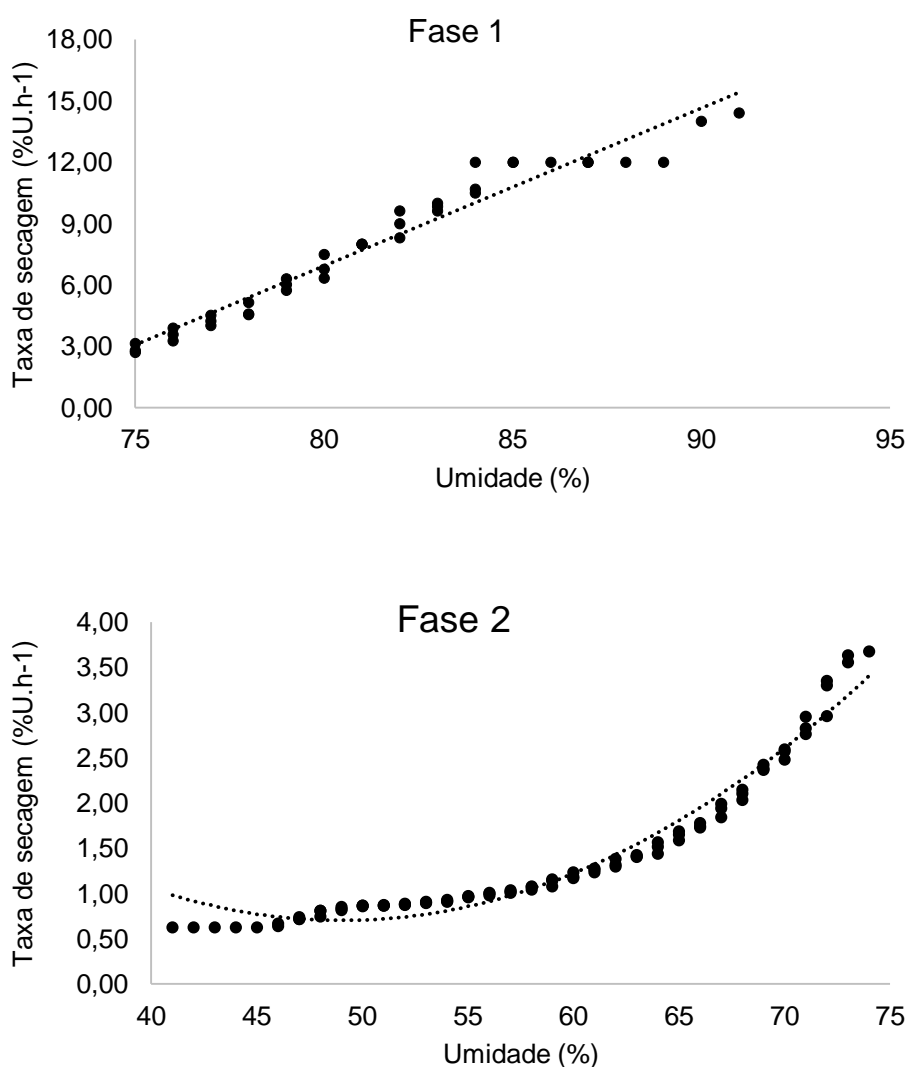 Fase 1
Taxa de secagem (%U.h-1)
18,00
15,00
12,00
9,00
6,00
3,00
0,00
75 80 85 90 95
Umidade (%)
Fase 2
Taxa de secagem (%U.h-1)
4,00
3,50
3,00
2,50
2,00
1,50
1,00
0,50
0,00
40 45 50 55 60 65 70 75
Umidade (%)